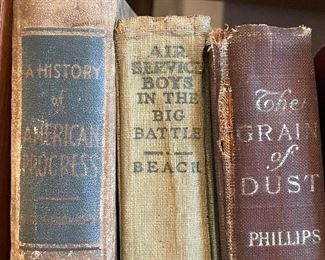 A HISTORY
of
AMERICAN
PROGRESS
AIR
SERVICE
BOYS
IN THE
BIG
BATTLE
BEACH
The
GRAIN
of
DUST
PHILLIPS